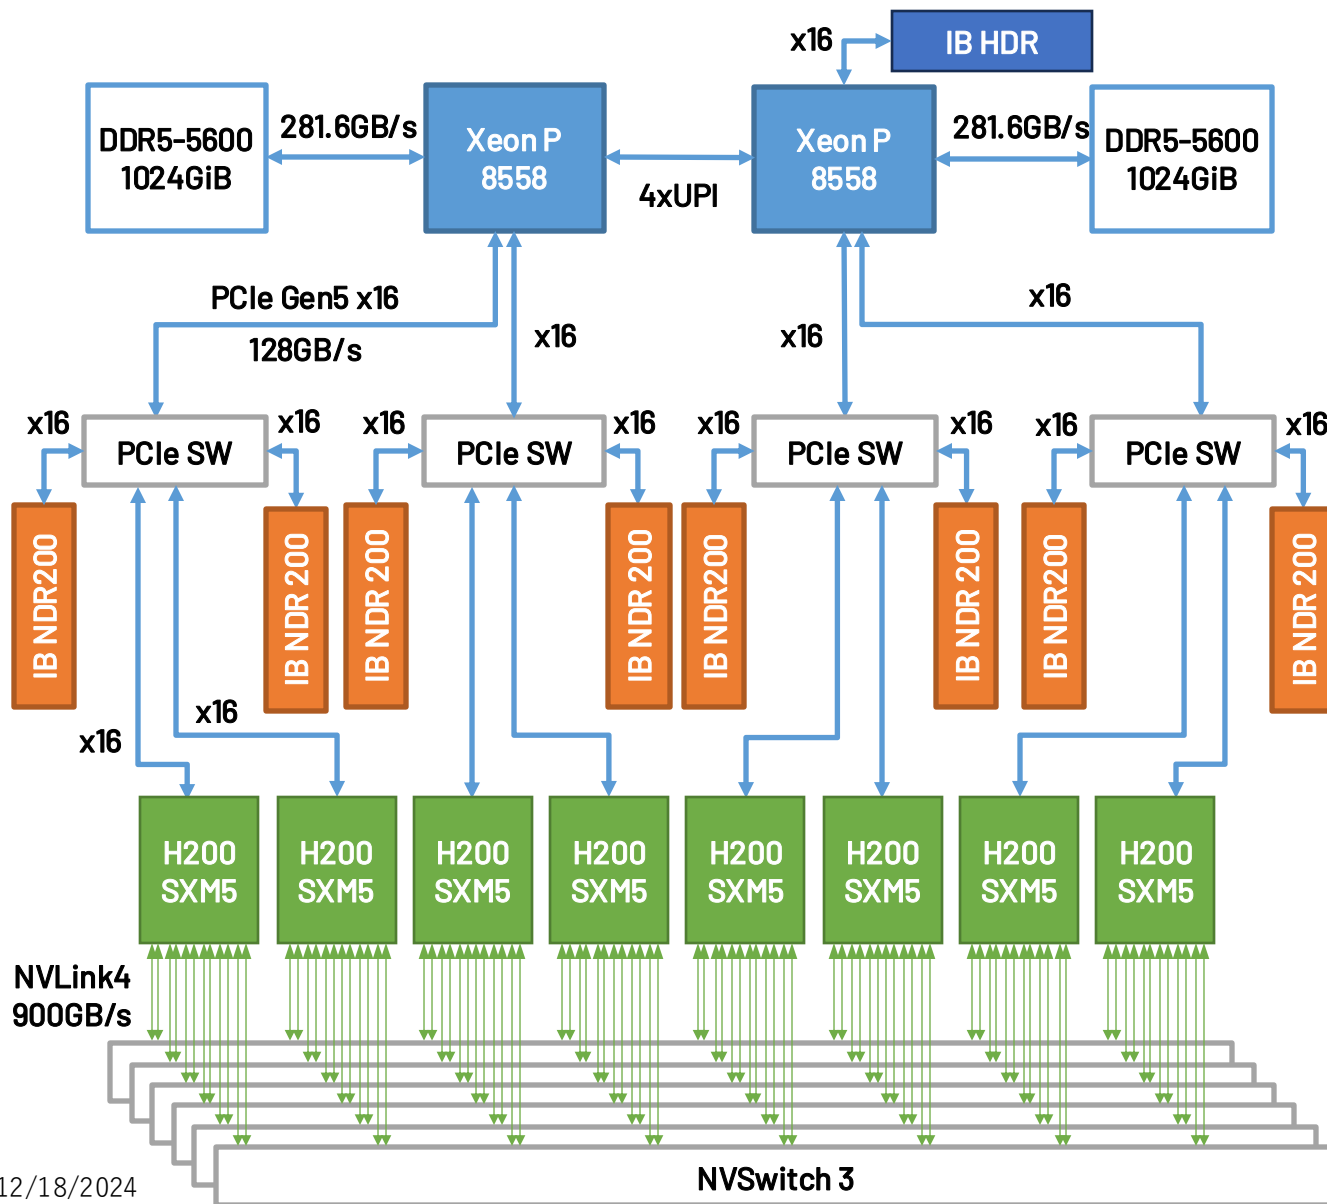 x16
IB HDR
DDR5-5600
1024GiB
281.6GB/s
Xeon P
8558
4xUPI
Xeon P
8558
281.6GB/s
DDR5-5600
1024GiB
PCIe Gen5 x16
128GB/s
x16
x16
x16
x16
PCIe SW
x16
x16
PCIe SW
x16
x16
PCIe SW
x16
x16
PCIe SW
x16
IB NDR200
IB NDR 200
IB NDR 200
IB NDR 200
IB NDR200
IB NDR 200
IB NDR200
IB NDR 200
x16
x16
H200
SXM5
H200
SXM5
H200
SXM5
H200
SXM5
H200
SXM5
H200
SXM5
H200
SXM5
H200
SXM5
NVLink4
900GB/s
NVSwitch 3
12/18/2024